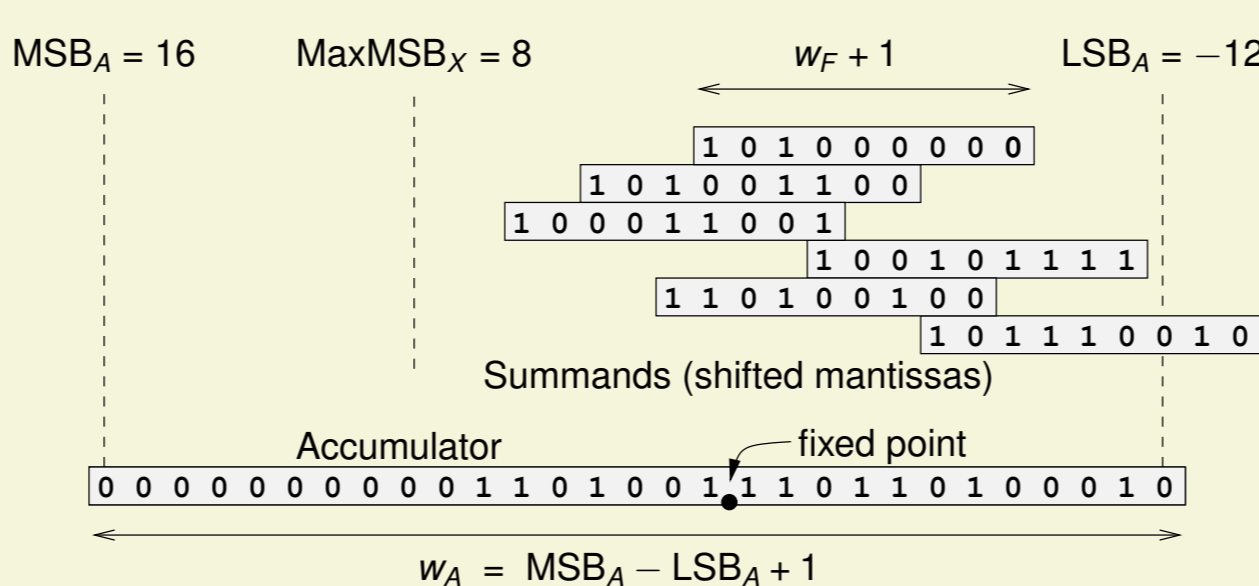 MSB_A = 16 MaxMSB_X = 8 w_F + 1 LSB_A = −12
1 0 1 0 0 0 0 0 0
1 0 1 0 0 1 1 0 0
1 0 0 0 1 1 0 0 1
1 0 0 1 0 1 1 1 1
1 1 0 1 0 0 1 0 0
1 0 1 1 1 0 0 1 0
Summands (shifted mantissas)
Accumulator fixed point
0 0 0 0 0 0 0 0 0 0 1 1 0 1 0 0 1 1 1 0 1 1 0 1 0 0 0 1 0
w_A = MSB_A − LSB_A + 1